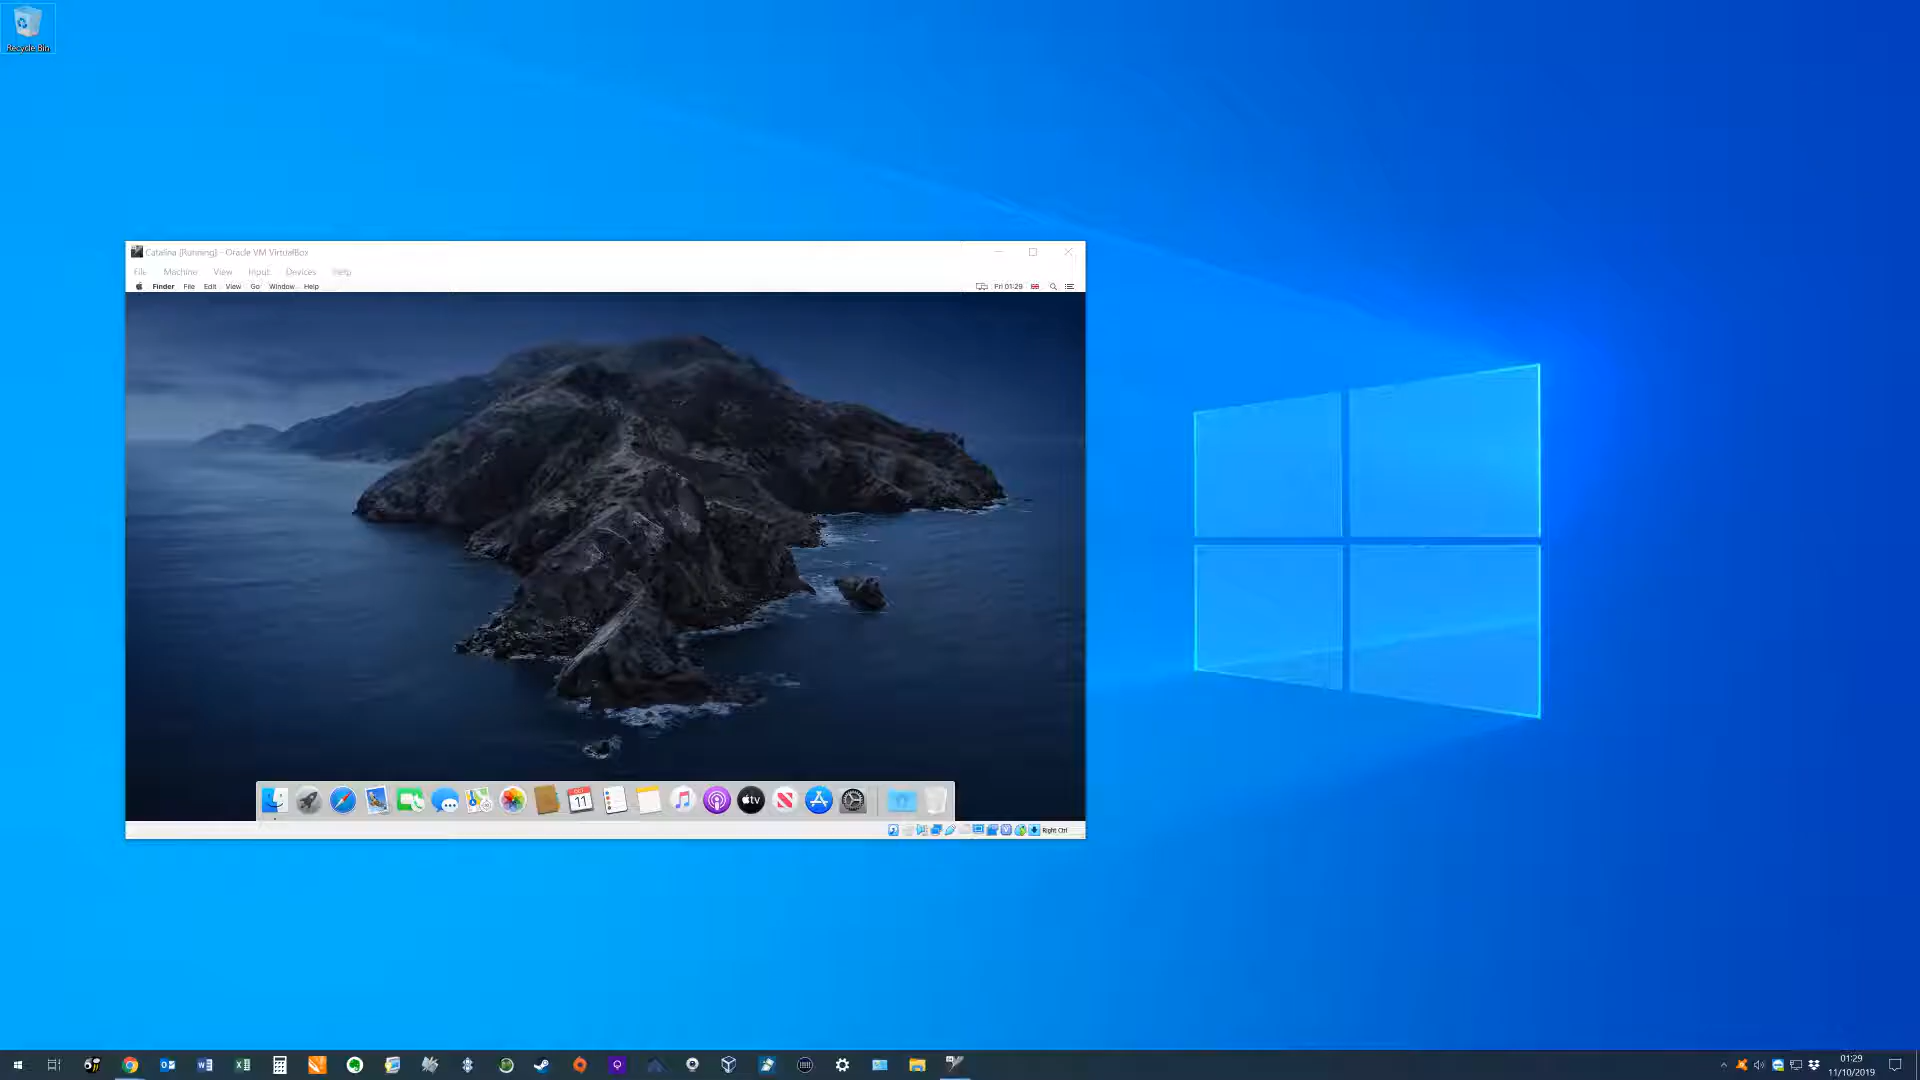 Recycle Bin
Catalina [Running] - Oracle VM VirtualBox
File Machine View Input Devices Help
Finder File Edit View Go Window Help Fri 01:29
OCT
11
tv
Right Ctrl
01:29
11/10/2019